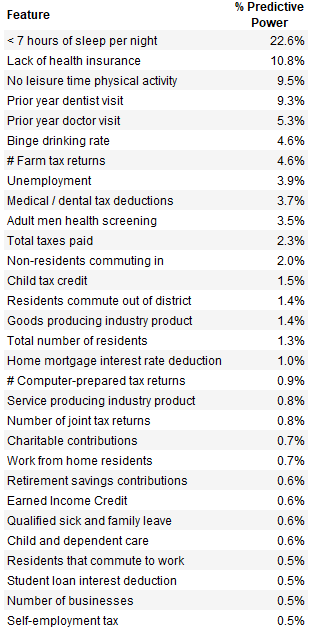 Feature % Predictive Power
< 7 hours of sleep per night 22.6%
Lack of health insurance 10.8%
No leisure time physical activity 9.5%
Prior year dentist visit 9.3%
Prior year doctor visit 5.3%
Binge drinking rate 4.6%
# Farm tax returns 4.6%
Unemployment 3.9%
Medical / dental tax deductions 3.7%
Adult men health screening 3.5%
Total taxes paid 2.3%
Non-residents commuting in 2.0%
Child tax credit 1.5%
Residents commute out of district 1.4%
Goods producing industry product 1.4%
Total number of residents 1.3%
Home mortgage interest rate deduction 1.0%
# Computer-prepared tax returns 0.9%
Service producing industry product 0.8%
Number of joint tax returns 0.8%
Charitable contributions 0.7%
Work from home residents 0.7%
Retirement savings contributions 0.6%
Earned Income Credit 0.6%
Qualified sick and family leave 0.6%
Child and dependent care 0.6%
Residents that commute to work 0.5%
Student loan interest deduction 0.5%
Number of businesses 0.5%
Self-employment tax 0.5%